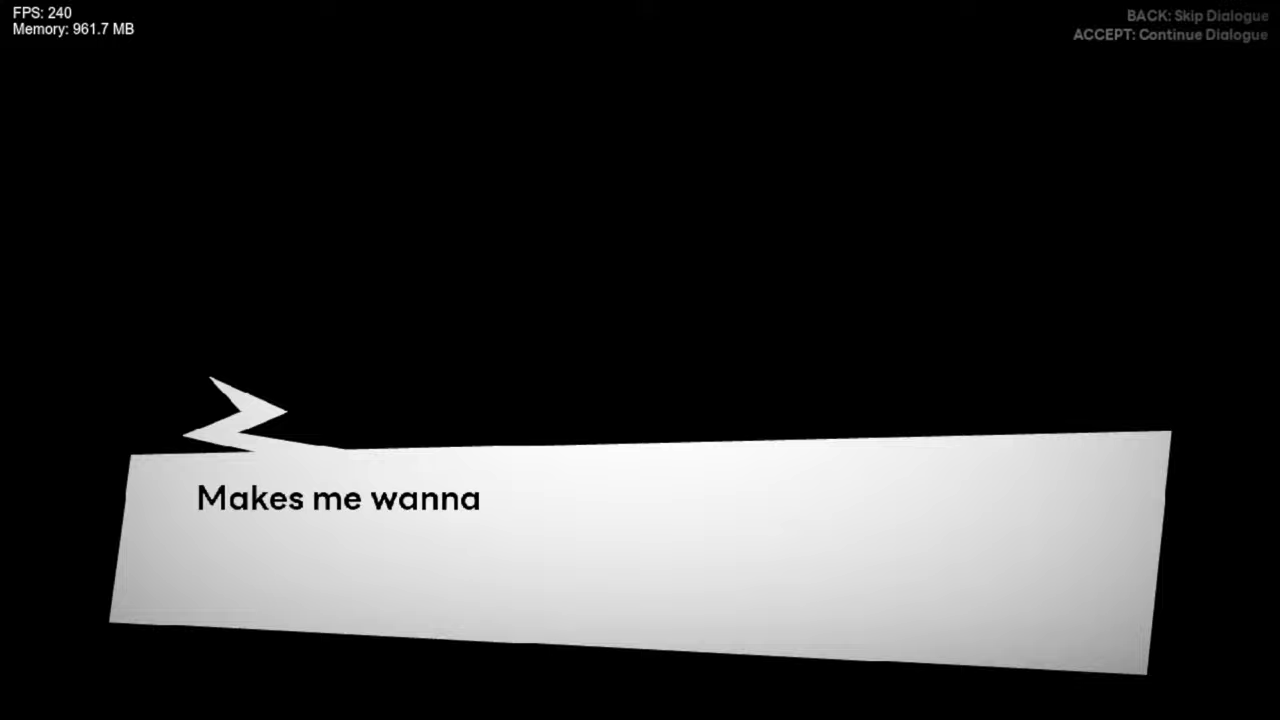 FPS: 240
Memory: 961.7 MB
BACK: Skip Dialogue
ACCEPT: Continue Dialogue
Makes me wanna